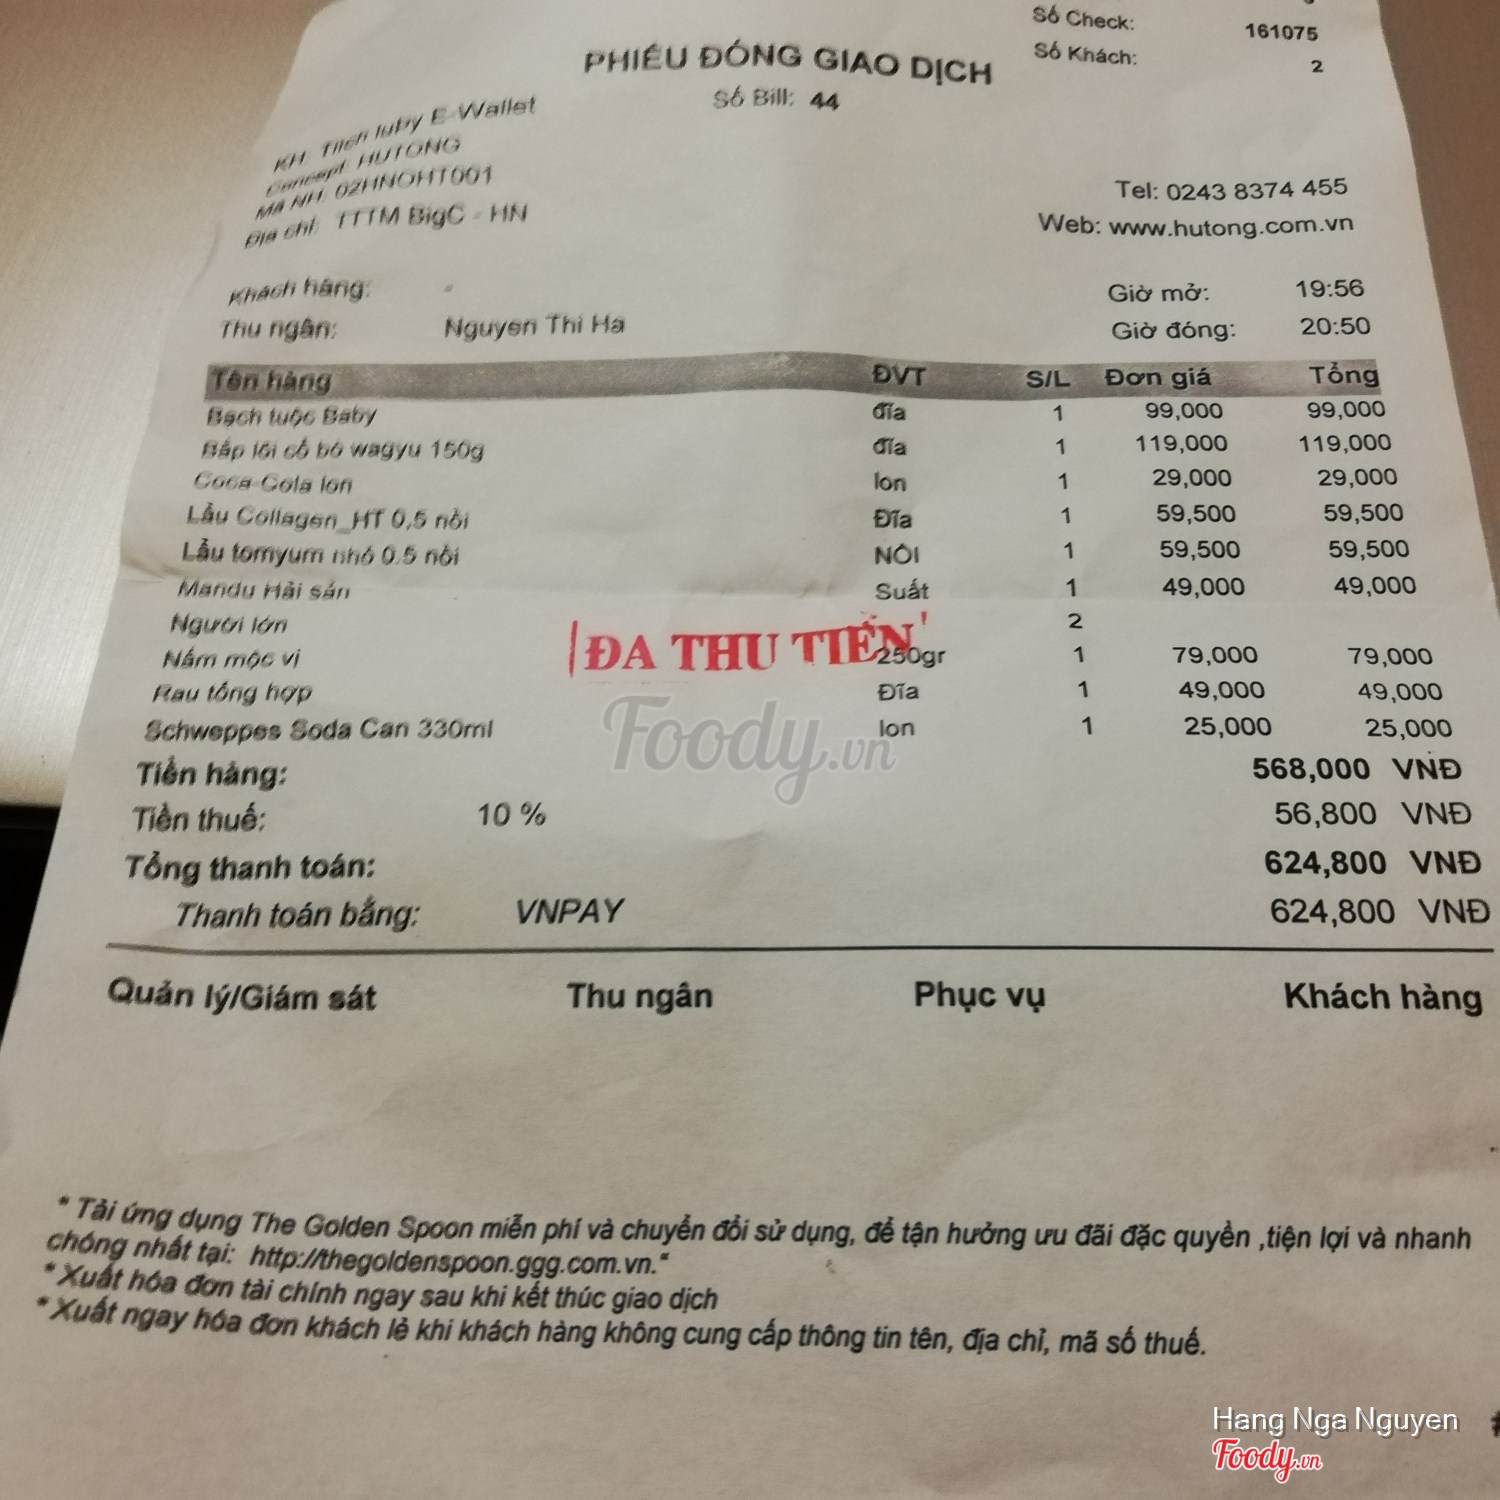 Số Check: 161075
PHIẾU ĐÓNG GIAO DỊCH
Số Khách: 2
Số Bill: 44
KH: E-Wallet
Concept: HUTONG
Mã NH: 02HNOHT001
Địa chỉ: TTTM BigC - HN
Tel: 0243 8374 455
Web: www.hutong.com.vn
Khách hàng:
Giờ mở: 19:56
Thu ngân: Nguyen Thi Ha
Giờ đóng: 20:50
Tên hàng ĐVT S/L Đơn giá Tổng
Bạch tuộc Baby đĩa 1 99,000 99,000
Bắp lõi cổ bò wagyu 150g đĩa 1 119,000 119,000
Coca-Cola lon lon 1 29,000 29,000
Lẩu Collagen_HT 0,5 nồi Đĩa 1 59,500 59,500
Lẩu tomyum nhỏ 0.5 nồi NỒI 1 59,500 59,500
Mandu Hải sản Suất 1 49,000 49,000
Người lớn 2
Nấm mộc vị 250gr 1 79,000 79,000
ĐA THU TIỀN
Rau tổng hợp Đĩa 1 49,000 49,000
Schweppes Soda Can 330ml lon 1 25,000 25,000
Foody.vn
Tiền hàng: 568,000 VNĐ
Tiền thuế: 10 % 56,800 VNĐ
Tổng thanh toán: 624,800 VNĐ
Thanh toán bằng: VNPAY 624,800 VNĐ
Quản lý/Giám sát Thu ngân Phục vụ Khách hàng
* Tải ứng dụng The Golden Spoon miễn phí và chuyển đổi sử dụng, để tận hưởng ưu đãi đặc quyền ,tiện lợi và nhanh
chóng nhất tại: http://thegoldenspoon.ggg.com.vn.“
* Xuất hóa đơn tài chính ngay sau khi kết thúc giao dịch
* Xuất ngay hóa đơn khách lẻ khi khách hàng không cung cấp thông tin tên, địa chỉ, mã số thuế.
Hang Nga Nguyen
Foody.vn